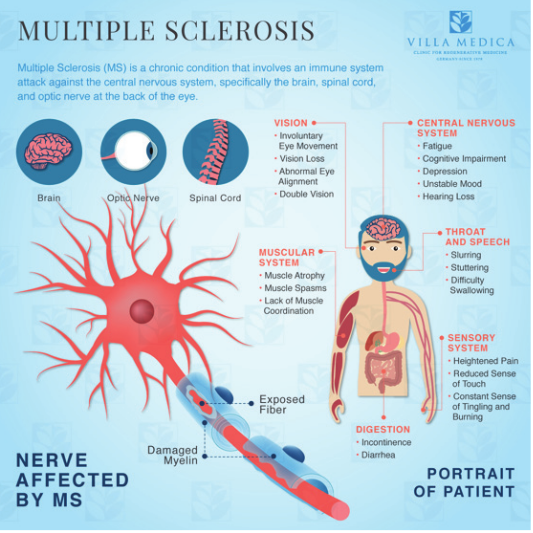 MULTIPLE SCLEROSIS
VILLA MEDICA
CLINIC FOR REGENERATIVE MEDICINE
GERMANY SINCE 1978
Multiple Sclerosis (MS) is a chronic condition that involves an immune system
attack against the central nervous system, specifically the brain, spinal cord,
and optic nerve at the back of the eye.
Brain
Optic Nerve
Spinal Cord
VISION
• Involuntary
Eye Movement
• Vision Loss
• Abnormal Eye
Alignment
• Double Vision
CENTRAL NERVOUS
SYSTEM
• Fatigue
• Cognitive Impairment
• Depression
• Unstable Mood
• Hearing Loss
THROAT
AND SPEECH
• Slurring
• Stuttering
• Difficulty
Swallowing
MUSCULAR
SYSTEM
• Muscle Atrophy
• Muscle Spasms
• Lack of Muscle
Coordination
SENSORY
SYSTEM
• Heightened Pain
• Reduced Sense
of Touch
• Constant Sense
of Tingling and
Burning
DIGESTION
• Incontinence
• Diarrhea
Exposed
Fiber
Damaged
Myelin
NERVE
AFFECTED
BY MS
PORTRAIT
OF PATIENT